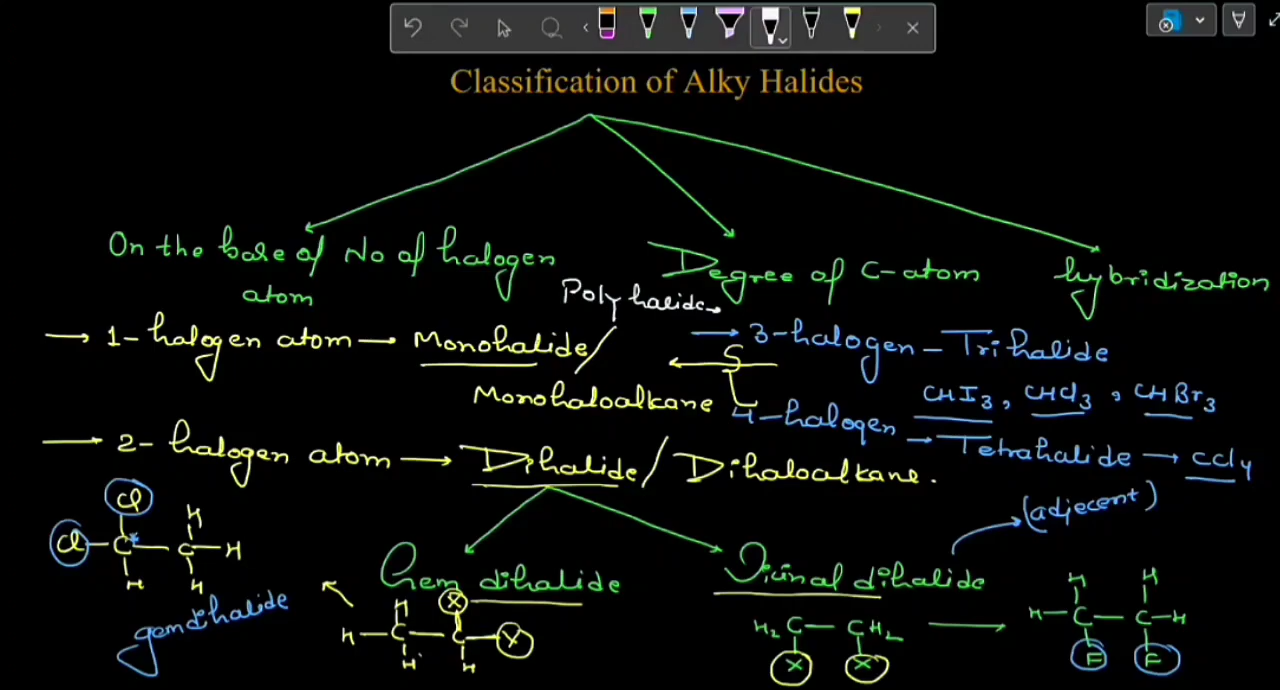 Classification of Alky Halides
On the base of No of halogen atom
Degree of C-atom
hybridization
Poly halide
→ 1- halogen atom → Monohalide/
Monohaloalkane
→ 3-halogen - Trihalide
CHI3, CHCl3, CHBr3
4-halogen → Tetrahalide → CCl4
→ 2- halogen atom → Dihalide/Dihaloalkane.
(adjecent)
Gem dihalide
Vicinal dihalide
Cl
Cl-C*-C-H
H H H
gemdihalide
H X
H-C-C-X
H H
H2C-CH2
X X
H H
H-C-C-H
F F